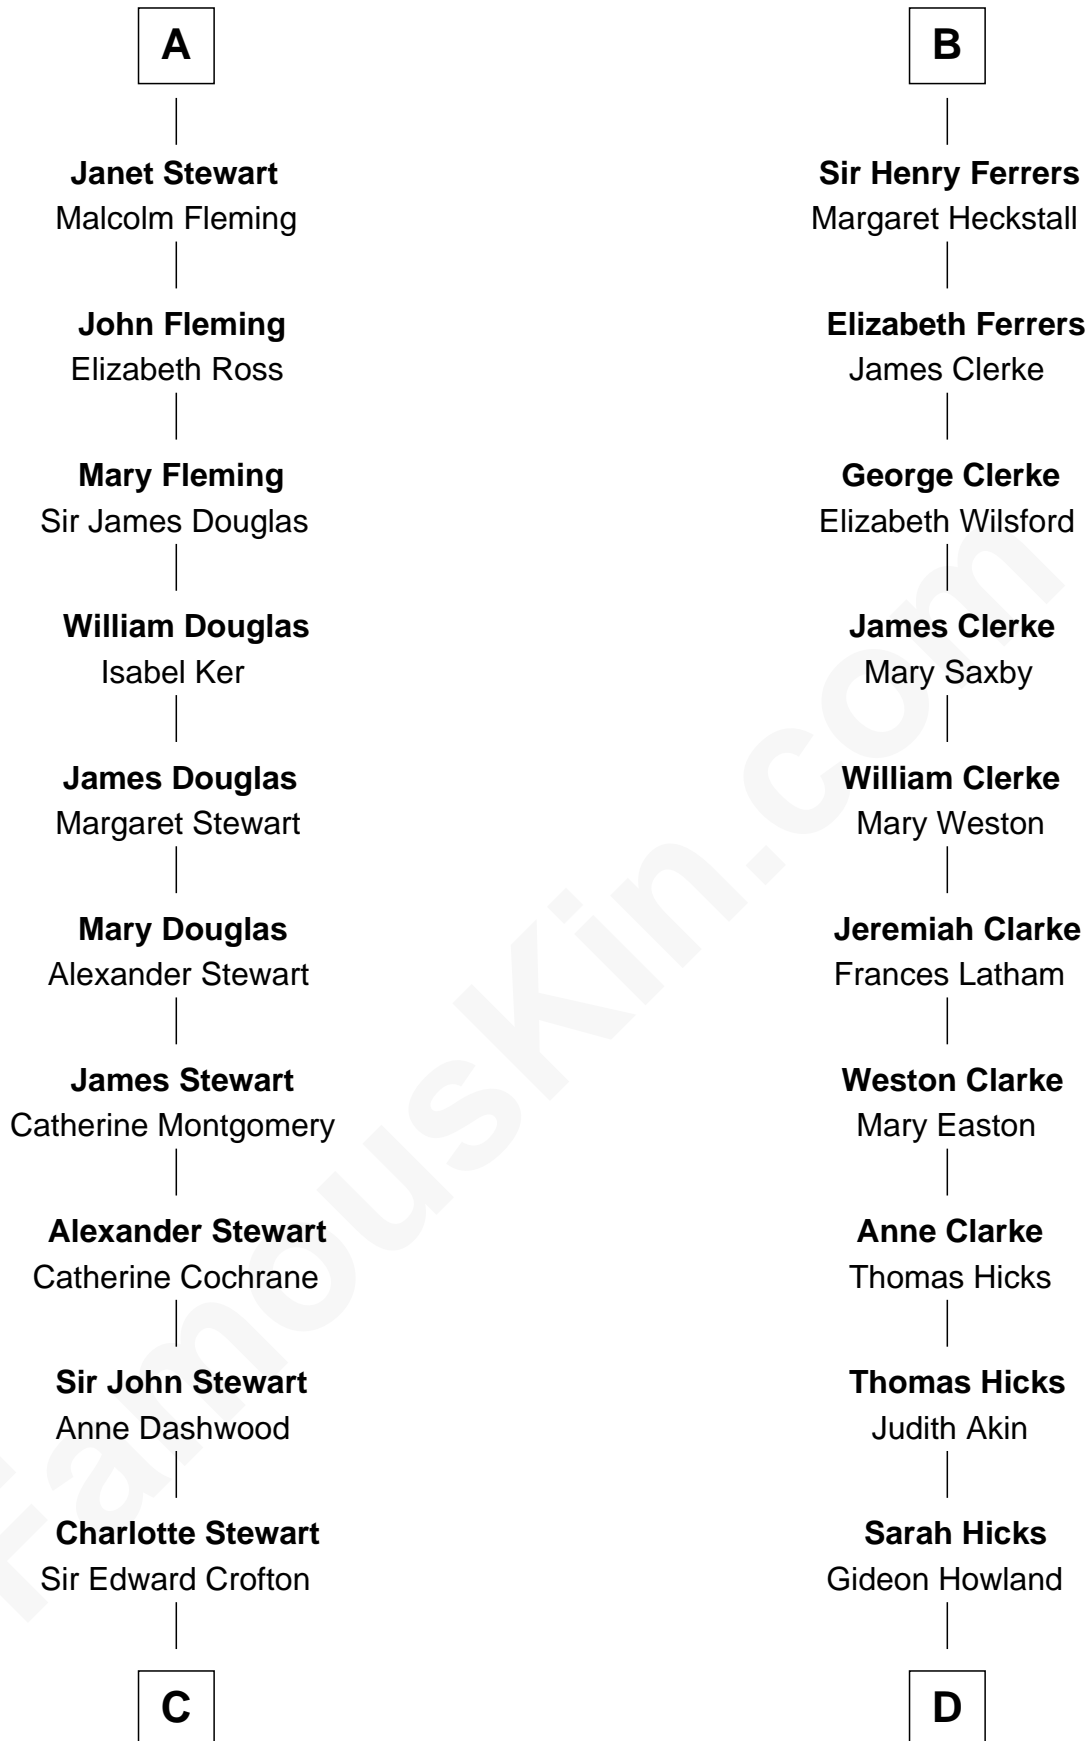 A
Janet Stewart
Malcolm Fleming
John Fleming
Elizabeth Ross
Mary Fleming
Sir James Douglas
William Douglas
Isabel Ker
James Douglas
Margaret Stewart
Mary Douglas
Alexander Stewart
James Stewart
Catherine Montgomery
Alexander Stewart
Catherine Cochrane
Sir John Stewart
Anne Dashwood
Charlotte Stewart
Sir Edward Crofton
C
B
Sir Henry Ferrers
Margaret Heckstall
Elizabeth Ferrers
James Clerke
George Clerke
Elizabeth Wilsford
James Clerke
Mary Saxby
William Clerke
Mary Weston
Jeremiah Clarke
Frances Latham
Weston Clarke
Mary Easton
Anne Clarke
Thomas Hicks
Thomas Hicks
Judith Akin
Sarah Hicks
Gideon Howland
D
FamousKin.com